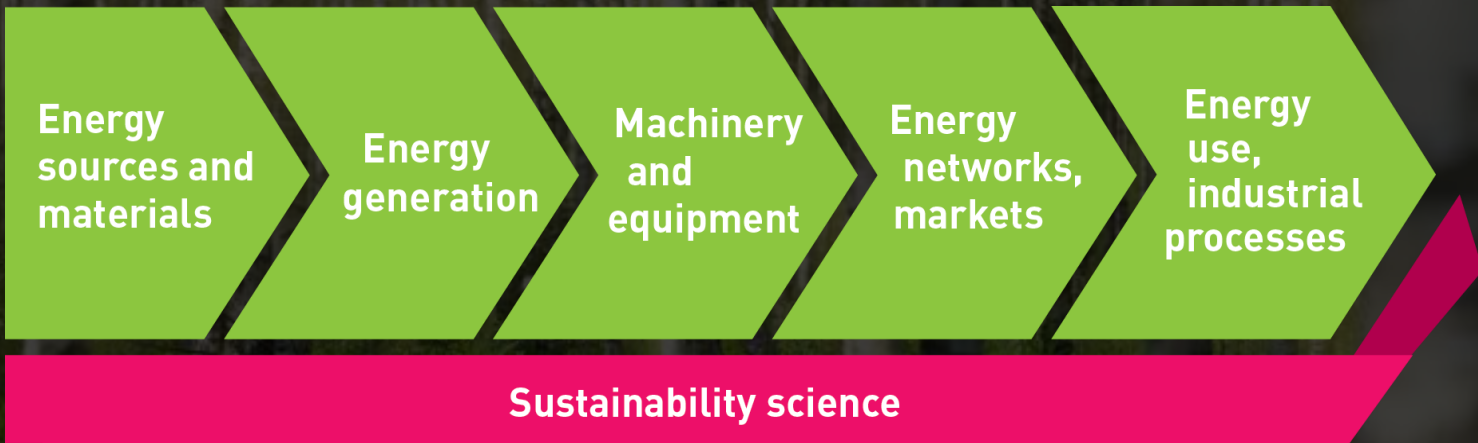 Energy
sources and
materials
Energy
generation
Machinery
and
equipment
Energy
networks,
markets
Energy
use,
industrial
processes
Sustainability science